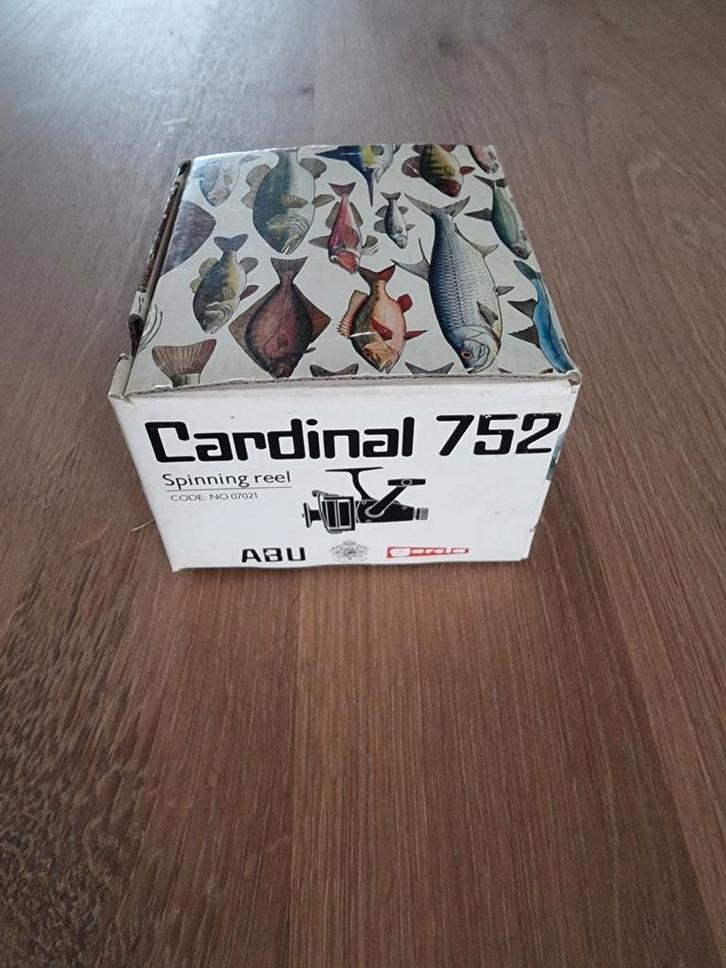 Cardinal 752
Spinning reel
CODE: NO 07021
ABU Garcia